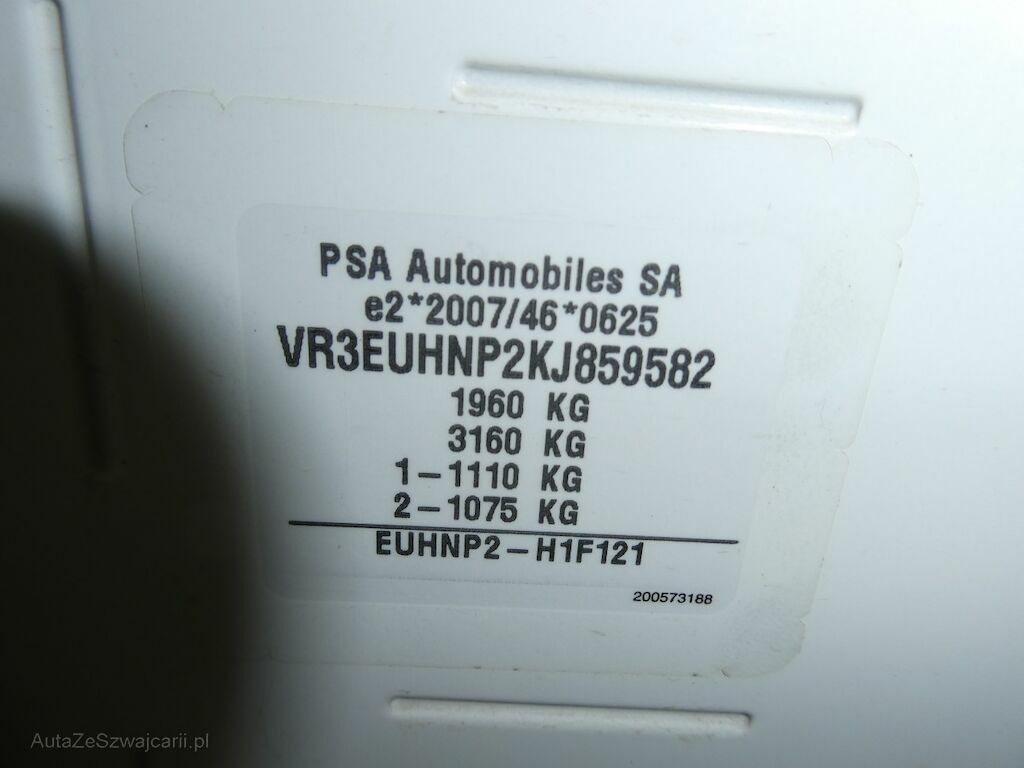 PSA Automobiles SA
e2*2007/46*0625
VR3EUHNP2KJ859582
1960 KG
3160 KG
1-1110 KG
2-1075 KG
EUHNP2-H1F121
200573188
AutaZeSzwajcarii.pl